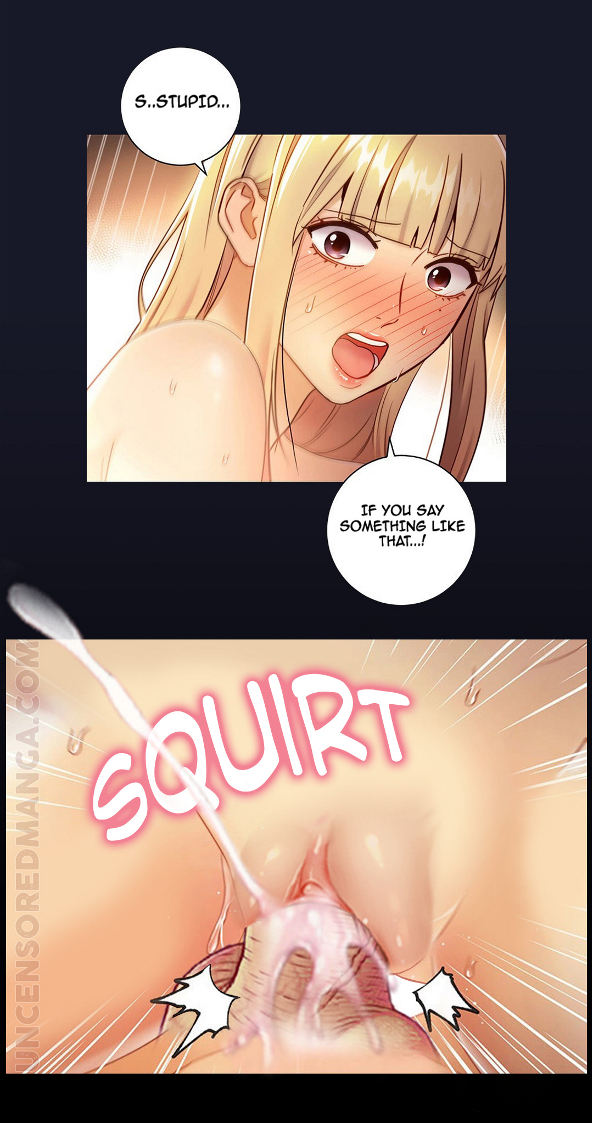 S..STUPID...
IF YOU SAY
SOMETHING LIKE
THAT...!
SQUIRT
UNCENSOREDMANGA.COM